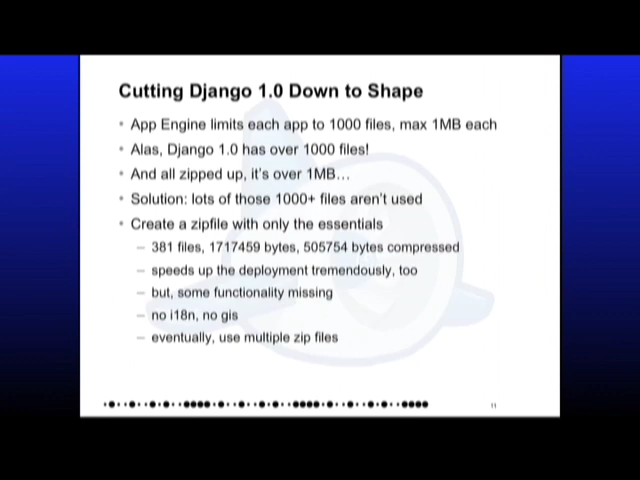 Cutting Django 1.0 Down to Shape
• App Engine limits each app to 1000 files, max 1MB each
• Alas, Django 1.0 has over 1000 files!
• And all zipped up, it's over 1MB…
• Solution: lots of those 1000+ files aren't used
• Create a zipfile with only the essentials
– 381 files, 1717459 bytes, 505754 bytes compressed
– speeds up the deployment tremendously, too
– but, some functionality missing
– no i18n, no gis
– eventually, use multiple zip files
11